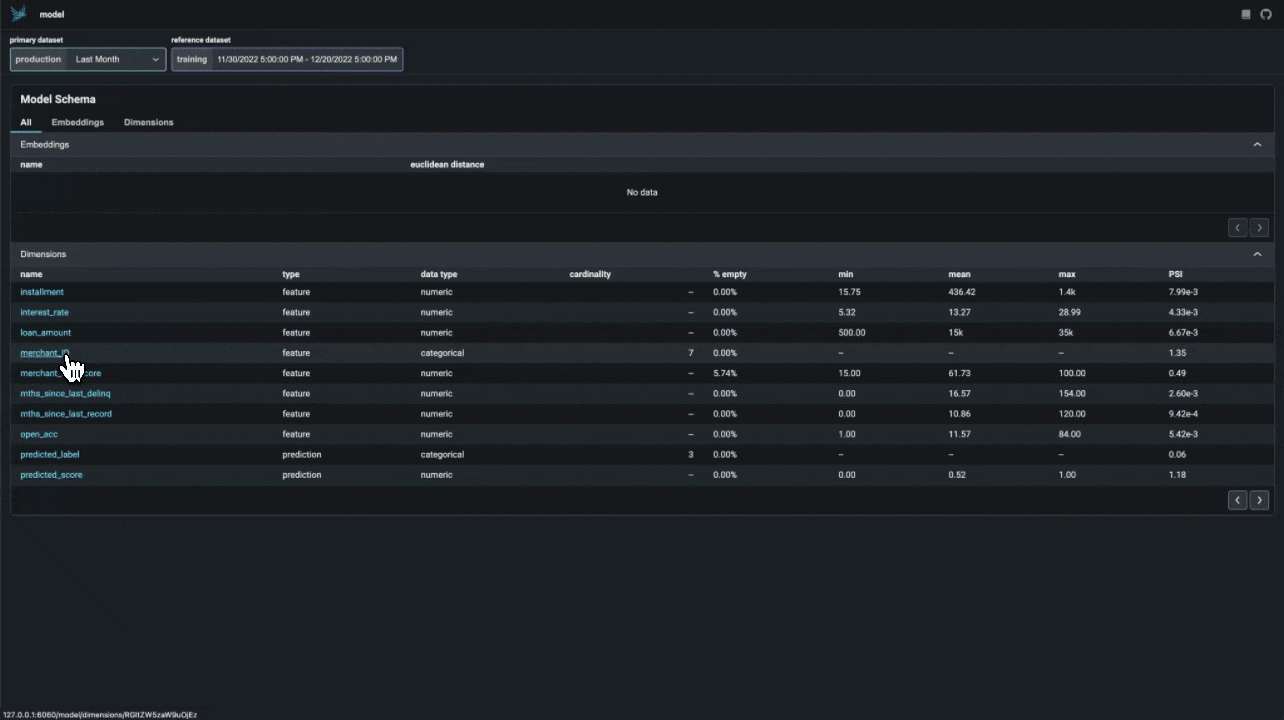 model
primary dataset reference dataset
production Last Month training 11/30/2022 5:00:00 PM - 12/20/2022 5:00:00 PM
Model Schema
All Embeddings Dimensions
Embeddings
name euclidean distance
No data
Dimensions
name type data type cardinality % empty min mean max PSI
installment feature numeric – 0.00% 15.75 436.42 1.4k 7.99e-3
interest_rate feature numeric – 0.00% 5.32 13.27 28.99 4.33e-3
loan_amount feature numeric – 0.00% 500.00 15k 35k 6.67e-3
merchant_ID feature categorical 7 0.00% – – – 1.35
merchant core feature numeric – 5.74% 15.00 61.73 100.00 0.49
mths_since_last_delinq feature numeric – 0.00% 0.00 16.57 154.00 2.60e-3
mths_since_last_record feature numeric – 0.00% 0.00 10.86 120.00 9.42e-4
open_acc feature numeric – 0.00% 1.00 11.57 84.00 5.42e-3
predicted_label prediction categorical 3 0.00% – – – 0.06
predicted_score prediction numeric – 0.00% 0.00 0.52 1.00 1.18
127.0.0.1:6060/model/dimensions/RGltZW5zaW9uOjEz